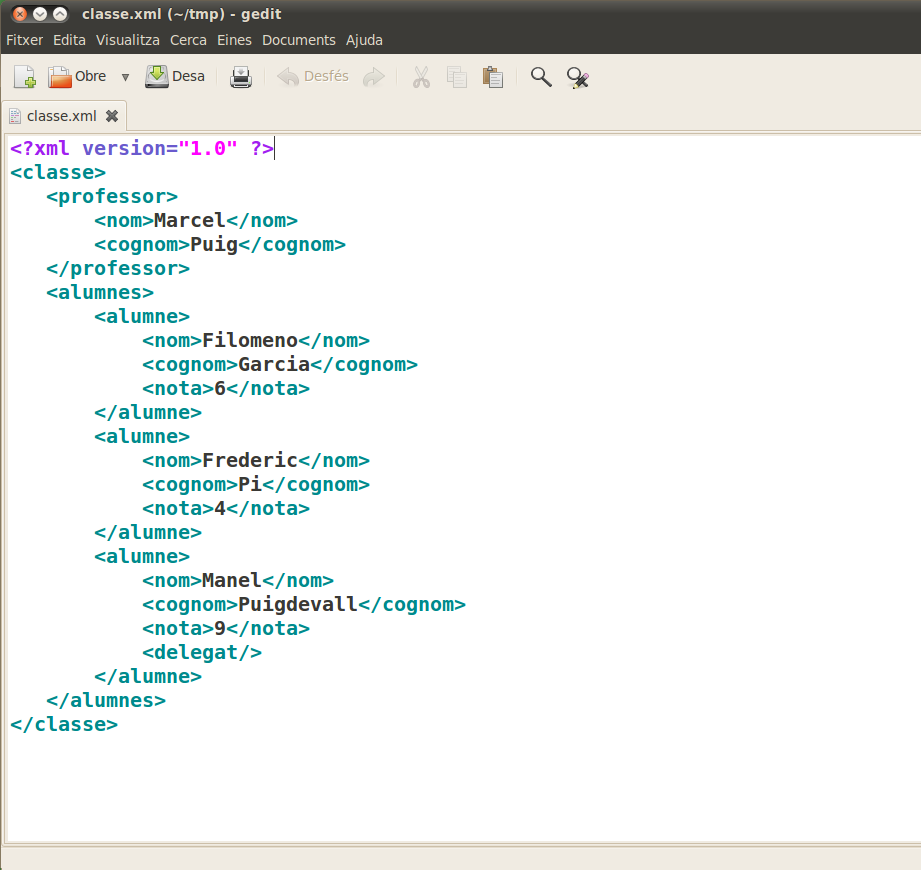 classe.xml (~/tmp) - gedit
Fitxer Edita Visualitza Cerca Eines Documents Ajuda
Obre Desa Desfés
classe.xml
<?xml version="1.0" ?>
<classe>
   <professor>
       <nom>Marcel</nom>
       <cognom>Puig</cognom>
   </professor>
   <alumnes>
       <alumne>
           <nom>Filomeno</nom>
           <cognom>Garcia</cognom>
           <nota>6</nota>
       </alumne>
       <alumne>
           <nom>Frederic</nom>
           <cognom>Pi</cognom>
           <nota>4</nota>
       </alumne>
       <alumne>
           <nom>Manel</nom>
           <cognom>Puigdevall</cognom>
           <nota>9</nota>
           <delegat/>
       </alumne>
   </alumnes>
</classe>